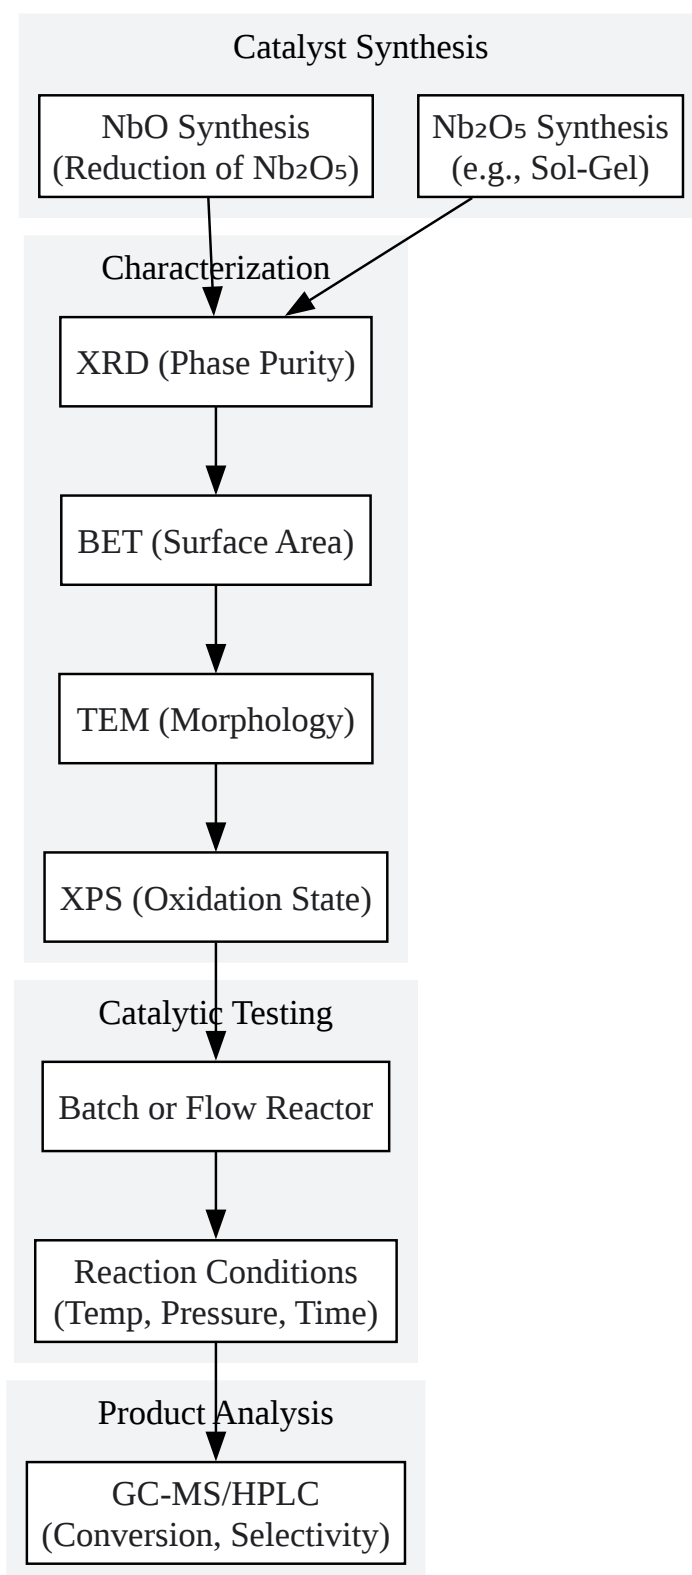 Catalyst Synthesis
NbO Synthesis
(Reduction of Nb₂O₅)
Nb₂O₅ Synthesis
(e.g., Sol-Gel)
Characterization
XRD (Phase Purity)
BET (Surface Area)
TEM (Morphology)
XPS (Oxidation State)
Catalytic Testing
Batch or Flow Reactor
Reaction Conditions
(Temp, Pressure, Time)
Product Analysis
GC-MS/HPLC
(Conversion, Selectivity)